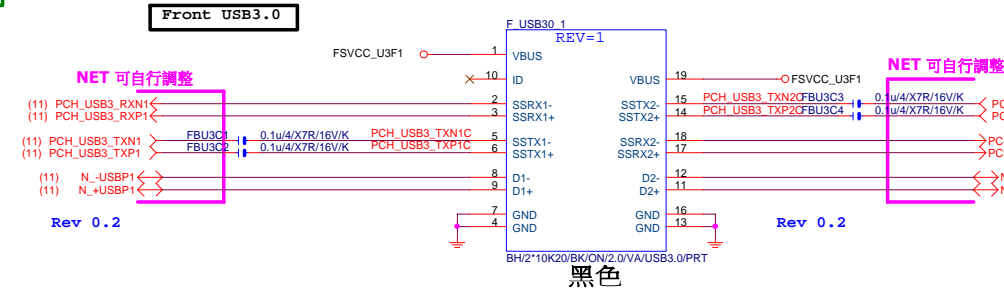 Front USB3.0
F_USB30_1
REV=1
FSVCC_U3F1
1
VBUS
10
ID
VBUS
19
FSVCC_U3F1
NET 可自行調整
NET 可自行調整
(11) PCH_USB3_RXN1
2
SSRX1-
SSTX2-
15
PCH_USB3_TXN2C
FBU3C3
0.1u/4/X7R/16V/K
PC
(11) PCH_USB3_RXP1
3
SSRX1+
SSTX2+
14
PCH_USB3_TXP2C
FBU3C4
0.1u/4/X7R/16V/K
PC
(11) PCH_USB3_TXN1
FBU3C1
0.1u/4/X7R/16V/K
PCH_USB3_TXN1C
5
SSTX1-
SSRX2-
18
PC
(11) PCH_USB3_TXP1
FBU3C2
0.1u/4/X7R/16V/K
PCH_USB3_TXP1C
6
SSTX1+
SSRX2+
17
PC
(11) N_-USBP1
8
D1-
D2-
12
N
(11) N_+USBP1
9
D1+
D2+
11
N
Rev 0.2
7
GND
GND
16
Rev 0.2
4
GND
GND
13
BH/2*10K20/BK/ON/2.0/VA/USB3.0/PRT
黑色